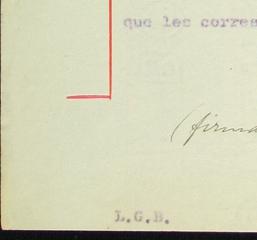 que les corres
(firma
L.G.B.